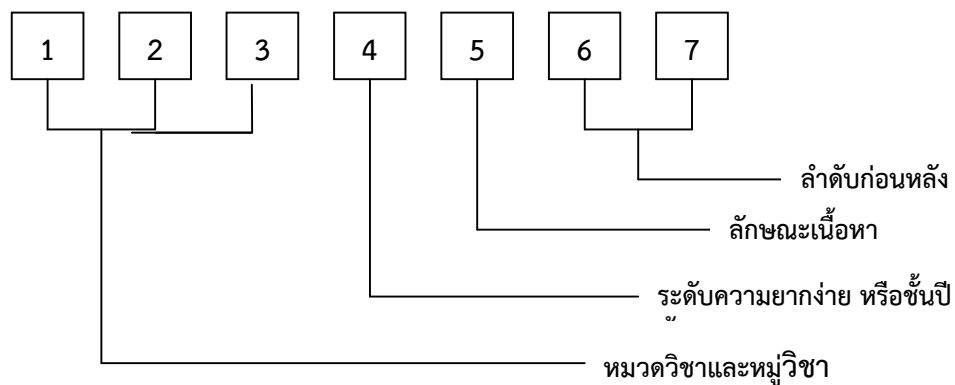 1 2 3 4 5 6 7
ลำดับก่อนหลัง
ลักษณะเนื้อหา
ระดับความยากง่าย หรือชั้นปี
หมวดวิชาและหมู่วิชา